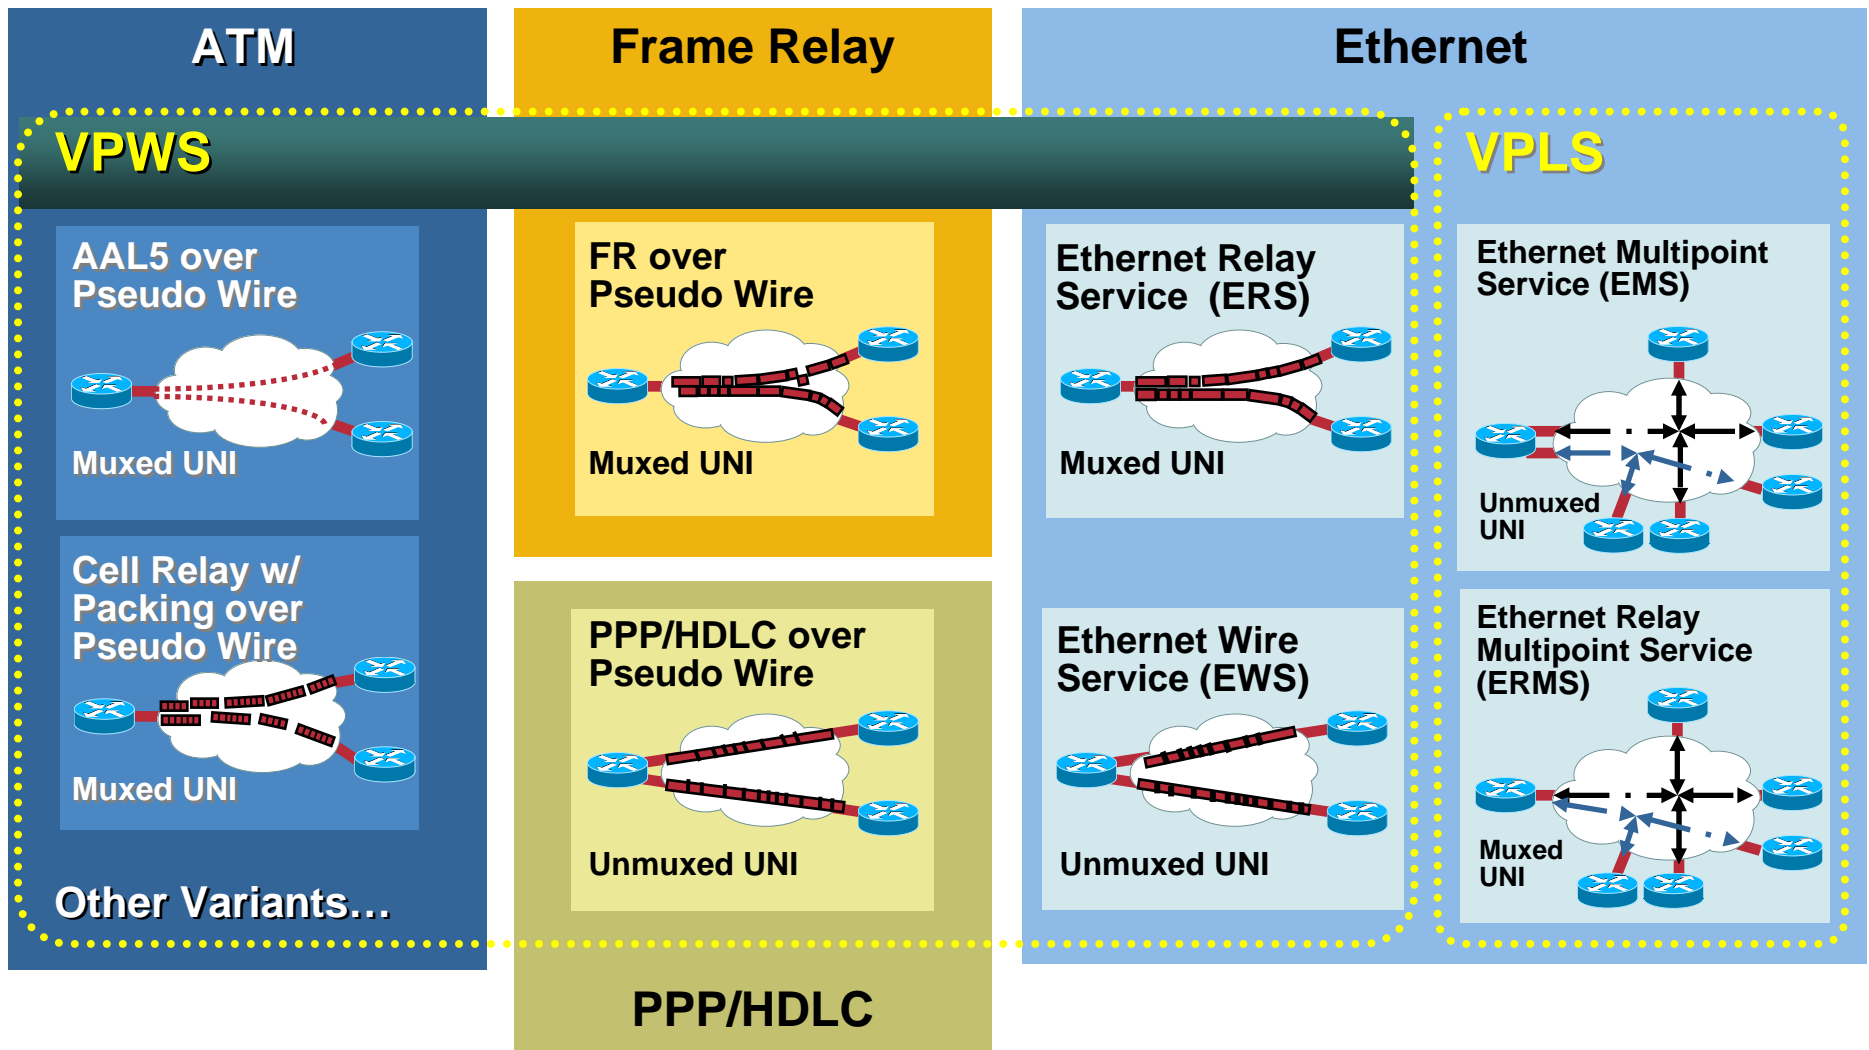 ATM
Frame Relay
Ethernet
VPWS
VPLS
AAL5 over
Pseudo Wire
Muxed UNI
Cell Relay w/
Packing over
Pseudo Wire
Muxed UNI
Other Variants…
FR over
Pseudo Wire
Muxed UNI
PPP/HDLC over
Pseudo Wire
Unmuxed UNI
PPP/HDLC
Ethernet Relay
Service (ERS)
Muxed UNI
Ethernet Wire
Service (EWS)
Unmuxed UNI
Ethernet Multipoint
Service (EMS)
Unmuxed
UNI
Ethernet Relay
Multipoint Service
(ERMS)
Muxed
UNI